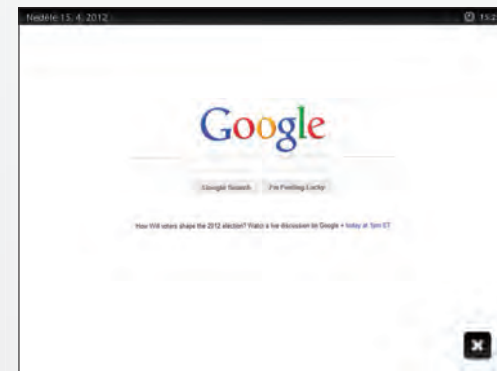 Neděle 15. 4. 2012
Google
Google Search I'm Feeling Lucky
How Will voters shape the 2012 election? Watch a live discussion by Google + today at 1pm ET